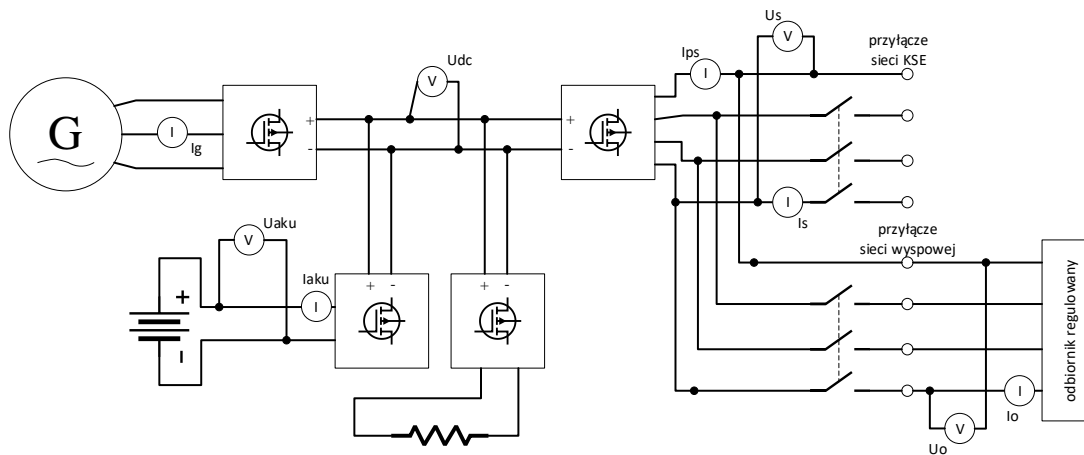 Us
Udc
Ips
przyłącze
sieci KSE
V
V
I
G
I
Ig
+
-
+
-
Uaku
V
Iaku
I
+
-
+ -
+ -
I
Is
przyłącze
sieci wyspowej
odbiornik regulowany
I
Io
V
Uo